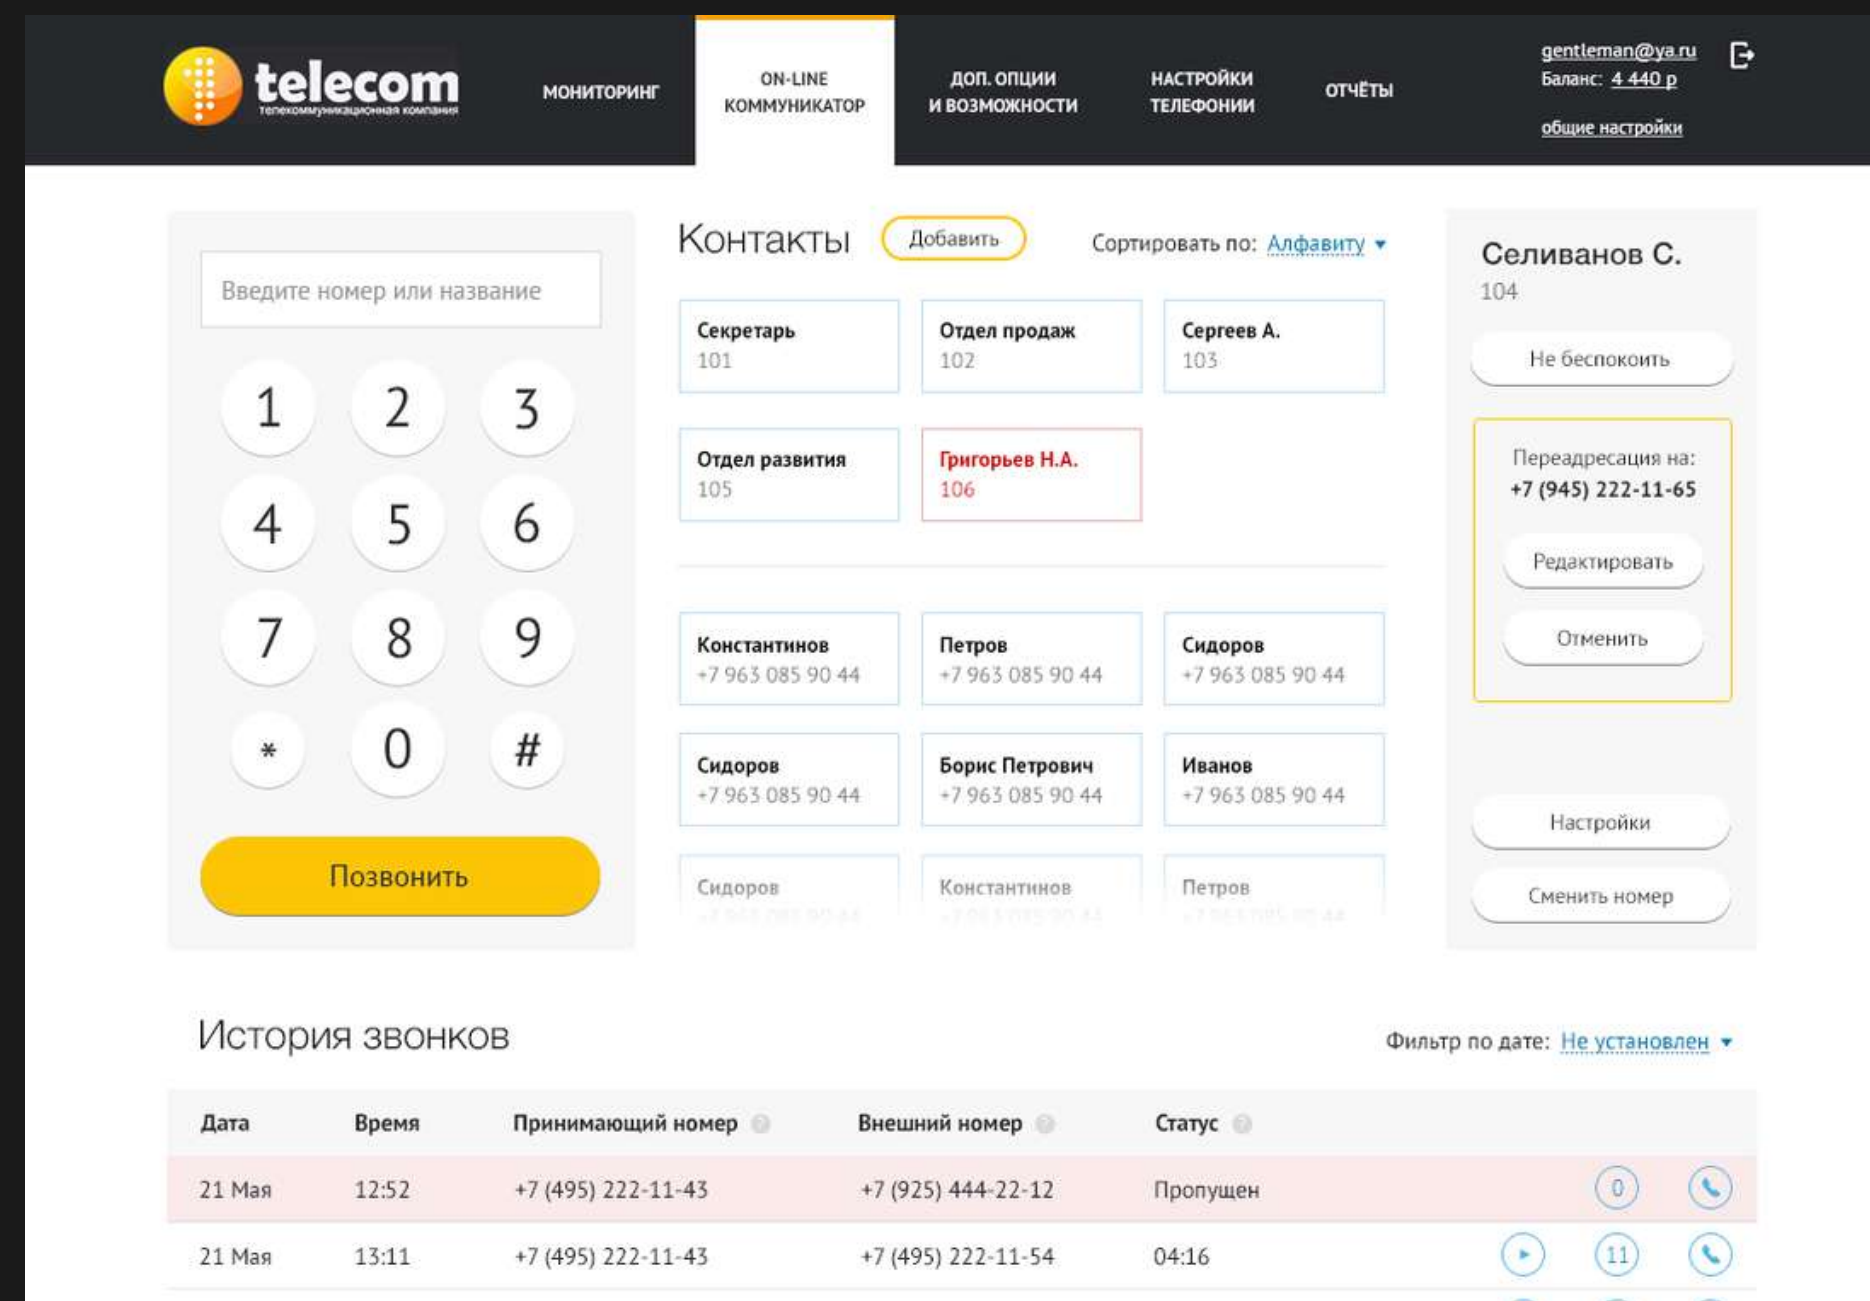 telecom
телекоммуникационная компания
МОНИТОРИНГ
ON-LINE
КОММУНИКАТОР
ДОП. ОПЦИИ
И ВОЗМОЖНОСТИ
НАСТРОЙКИ
ТЕЛЕФОНИИ
ОТЧЁТЫ
gentleman@ya.ru
Баланс: 4 440 р
общие настройки
Введите номер или название
1 2 3
4 5 6
7 8 9
* 0 #
Позвонить
Контакты
Добавить
Сортировать по: Алфавиту
Секретарь
101
Отдел продаж
102
Сергеев А.
103
Отдел развития
105
Григорьев Н.А.
106
Константинов
+7 963 085 90 44
Петров
+7 963 085 90 44
Сидоров
+7 963 085 90 44
Сидоров
+7 963 085 90 44
Борис Петрович
+7 963 085 90 44
Иванов
+7 963 085 90 44
Сидоров
Константинов
Петров
Селиванов С.
104
Не беспокоить
Переадресация на:
+7 (945) 222-11-65
Редактировать
Отменить
Настройки
Сменить номер
История звонков
Фильтр по дате: Не установлен
Дата Время Принимающий номер ? Внешний номер ? Статус ?
21 Мая 12:52 +7 (495) 222-11-43 +7 (925) 444-22-12 Пропущен 0
21 Мая 13:11 +7 (495) 222-11-43 +7 (495) 222-11-54 04:16 11